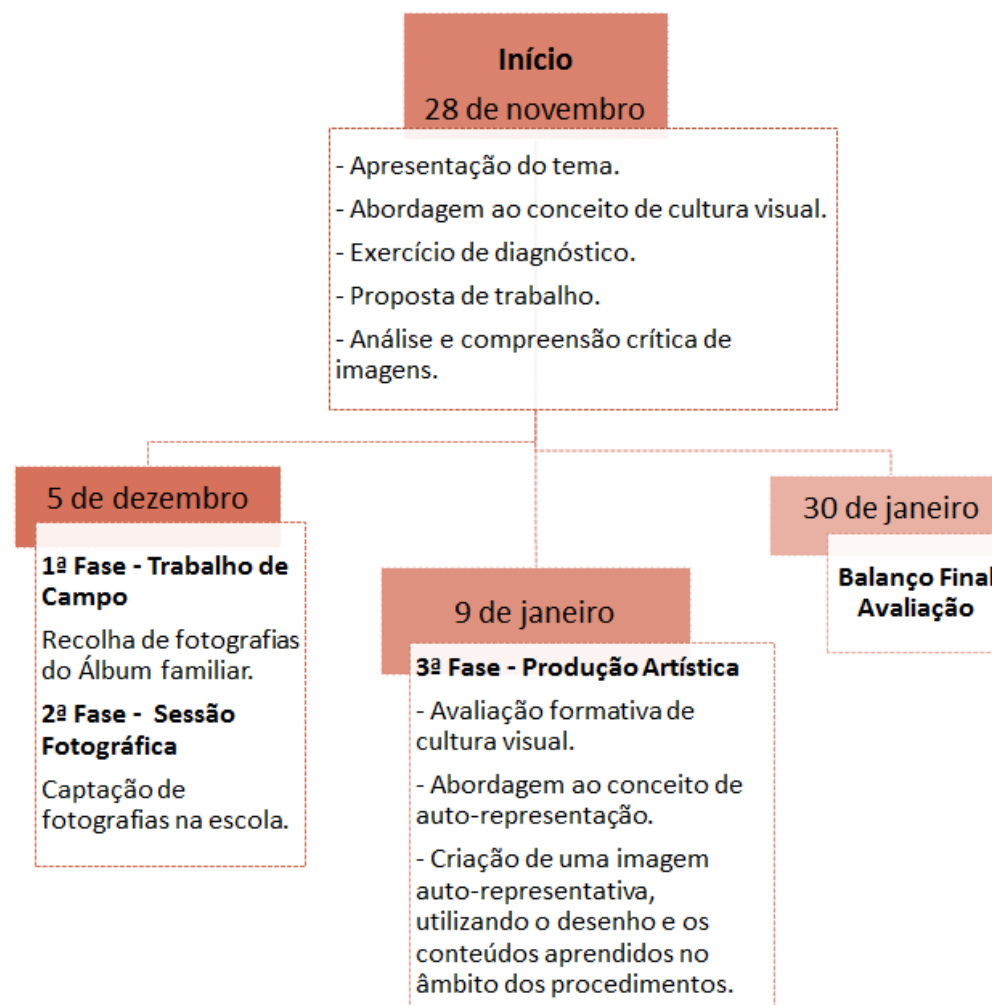 Início
28 de novembro
- Apresentação do tema.
- Abordagem ao conceito de cultura visual.
- Exercício de diagnóstico.
- Proposta de trabalho.
- Análise e compreensão crítica de
imagens.
5 de dezembro
1ª Fase - Trabalho de
Campo
Recolha de fotografias
do Álbum familiar.
2ª Fase - Sessão
Fotográfica
Captação de
fotografias na escola.
9 de janeiro
3ª Fase - Produção Artística
- Avaliação formativa de
cultura visual.
- Abordagem ao conceito de
auto-representação.
- Criação de uma imagem
auto-representativa,
utilizando o desenho e os
conteúdos aprendidos no
âmbito dos procedimentos.
30 de janeiro
Balanço Final
Avaliação